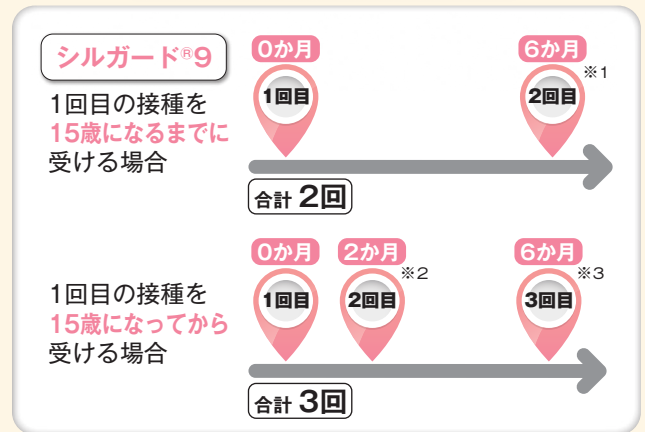 シルガード®9
1回目の接種を
15歳になるまでに
受ける場合
0か月
6か月
1回目
2回目
※1
合計 2回
1回目の接種を
15歳になってから
受ける場合
0か月
2か月
6か月
1回目
2回目
※2
3回目
※3
合計 3回